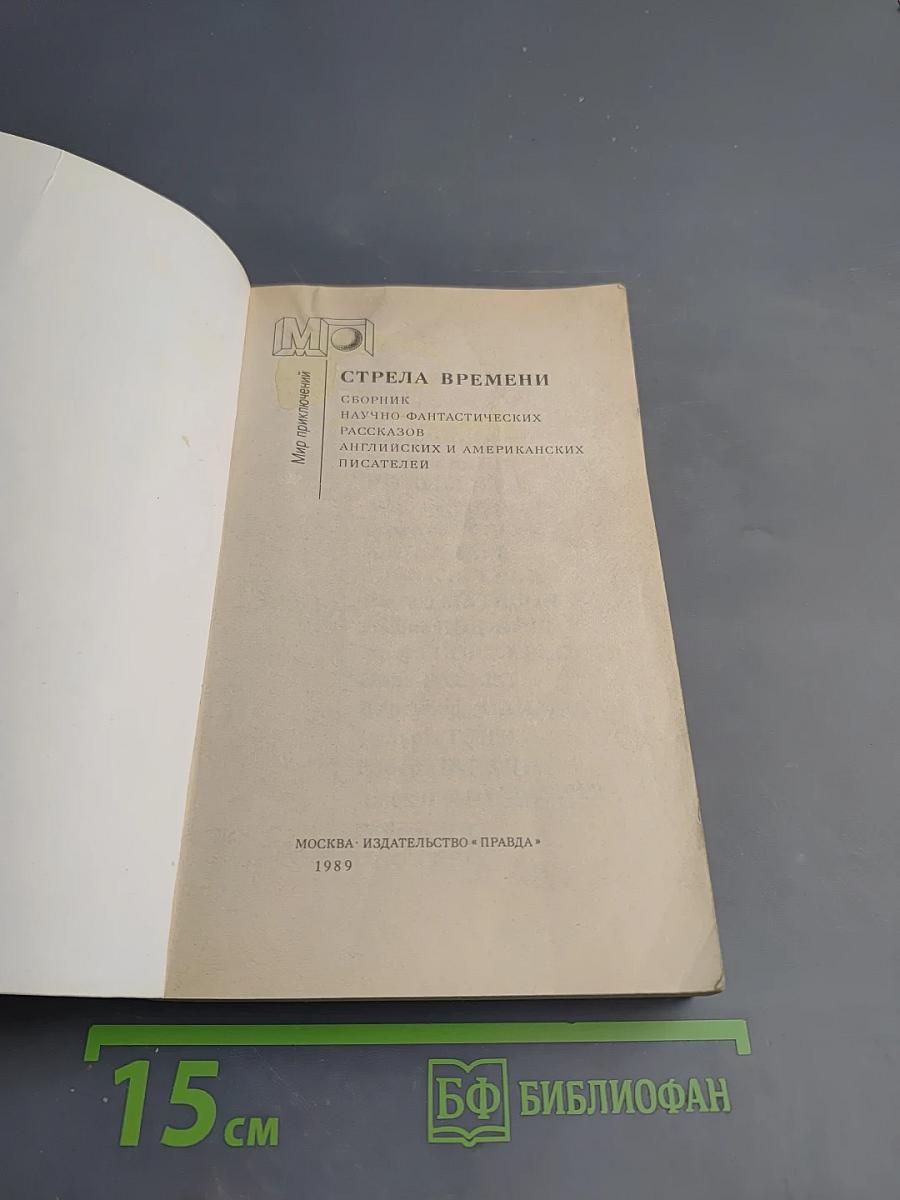 М
Мир приключений
СТРЕЛА ВРЕМЕНИ
СБОРНИК
НАУЧНО-ФАНТАСТИЧЕСКИХ
РАССКАЗОВ
АНГЛИЙСКИХ И АМЕРИКАНСКИХ
ПИСАТЕЛЕЙ
МОСКВА · ИЗДАТЕЛЬСТВО «ПРАВДА»
1989
15 см
БФ БИБЛИОФАН